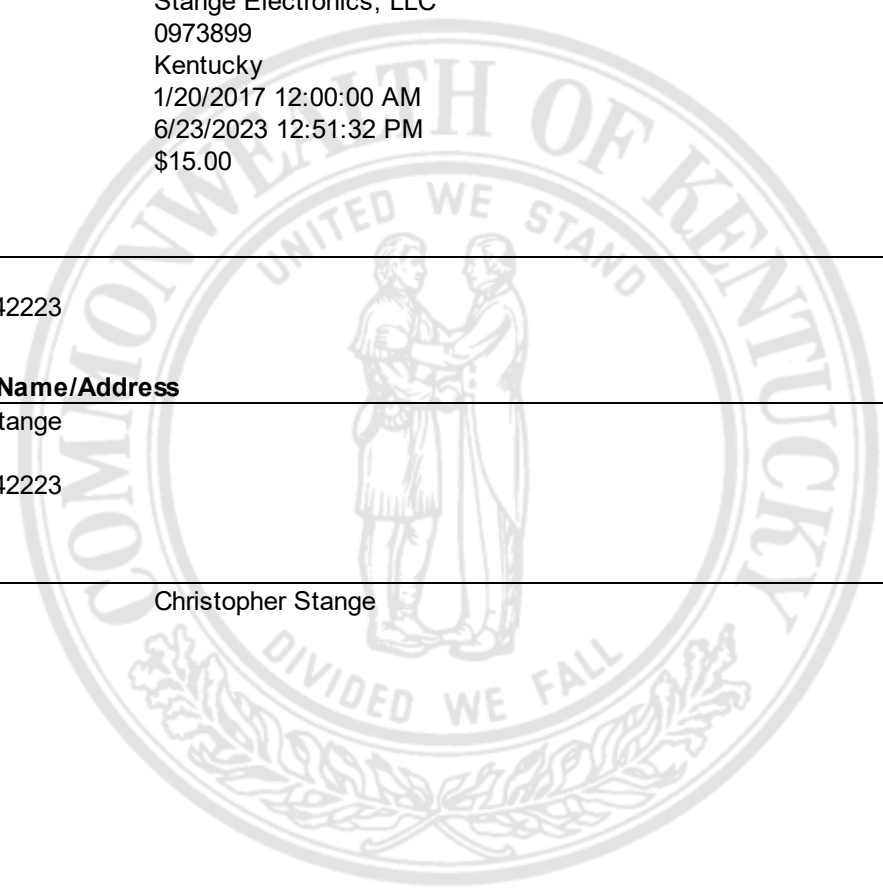 Stange Electronics, LLC
0973899
Kentucky
1/20/2017 12:00:00 AM
6/23/2023 12:51:32 PM
$15.00
42223
Name/Address
tange
42223
Christopher Stange
COMMONWEALTH OF KENTUCKY
UNITED WE STAND
DIVIDED WE FALL